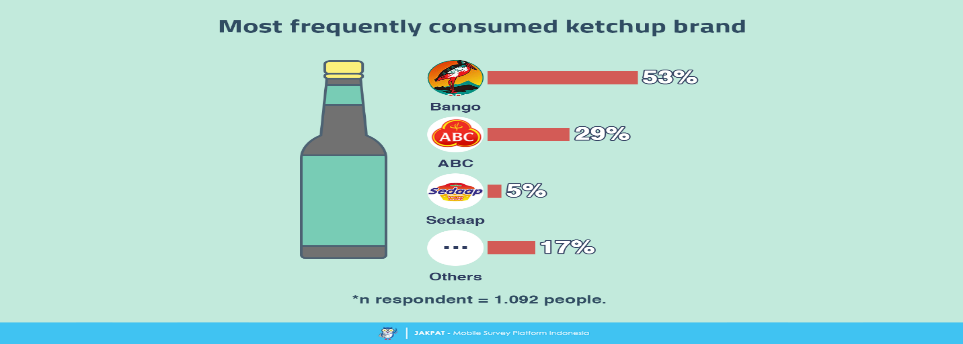 Most frequently consumed ketchup brand
53%
Bango
ABC
29%
ABC
Sedaap
5%
Sedaap
...
17%
Others
*n respondent = 1.092 people.
JAKPAT - Mobile Survey Platform Indonesia